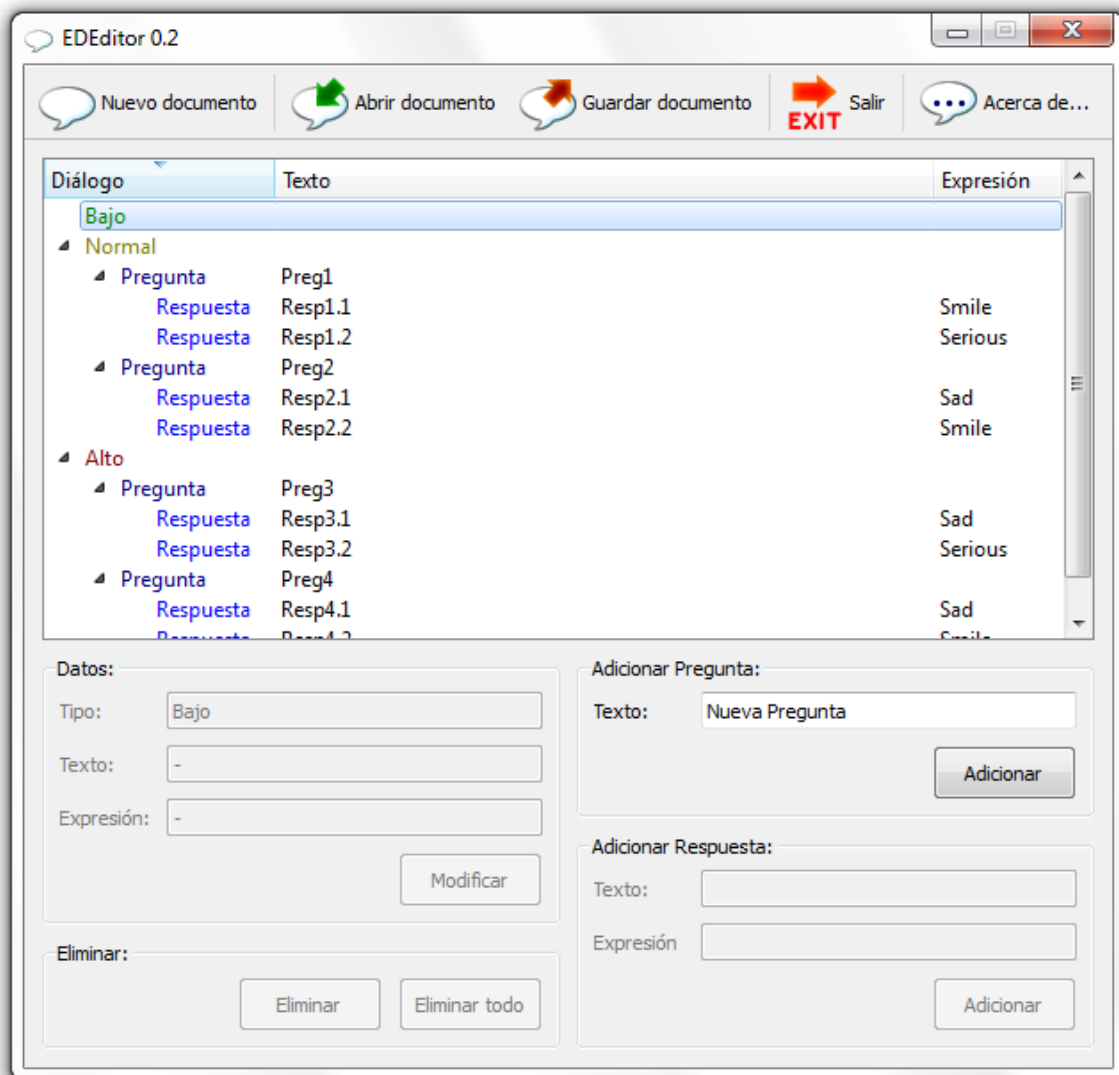 EDEditor 0.2
Nuevo documento Abrir documento Guardar documento EXIT Salir Acerca de...
Diálogo Texto Expresión
Bajo
Normal
Pregunta Preg1
Respuesta Resp1.1 Smile
Respuesta Resp1.2 Serious
Pregunta Preg2
Respuesta Resp2.1 Sad
Respuesta Resp2.2 Smile
Alto
Pregunta Preg3
Respuesta Resp3.1 Sad
Respuesta Resp3.2 Serious
Pregunta Preg4
Respuesta Resp4.1 Sad
Respuesta Resp4.2 Smile
Datos:
Tipo: Bajo
Texto: -
Expresión: -
Modificar
Eliminar:
Eliminar Eliminar todo
Adicionar Pregunta:
Texto: Nueva Pregunta
Adicionar
Adicionar Respuesta:
Texto:
Expresión
Adicionar